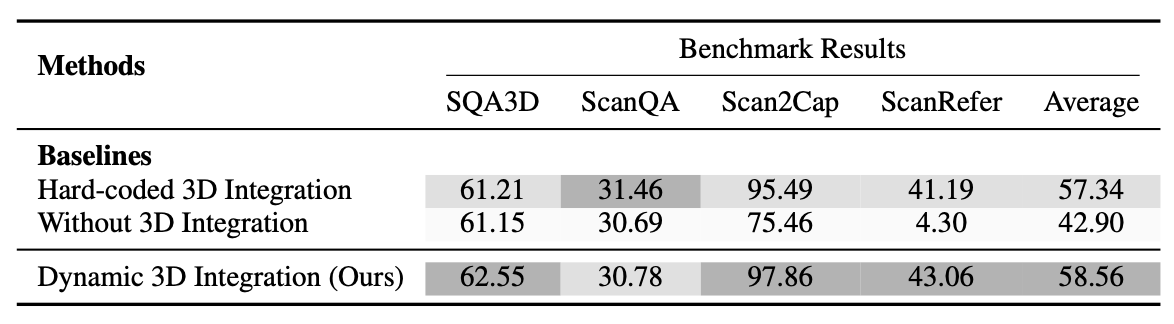 Methods Benchmark Results
SQA3D ScanQA Scan2Cap ScanRefer Average
Baselines
Hard-coded 3D Integration 61.21 31.46 95.49 41.19 57.34
Without 3D Integration 61.15 30.69 75.46 4.30 42.90
Dynamic 3D Integration (Ours) 62.55 30.78 97.86 43.06 58.56